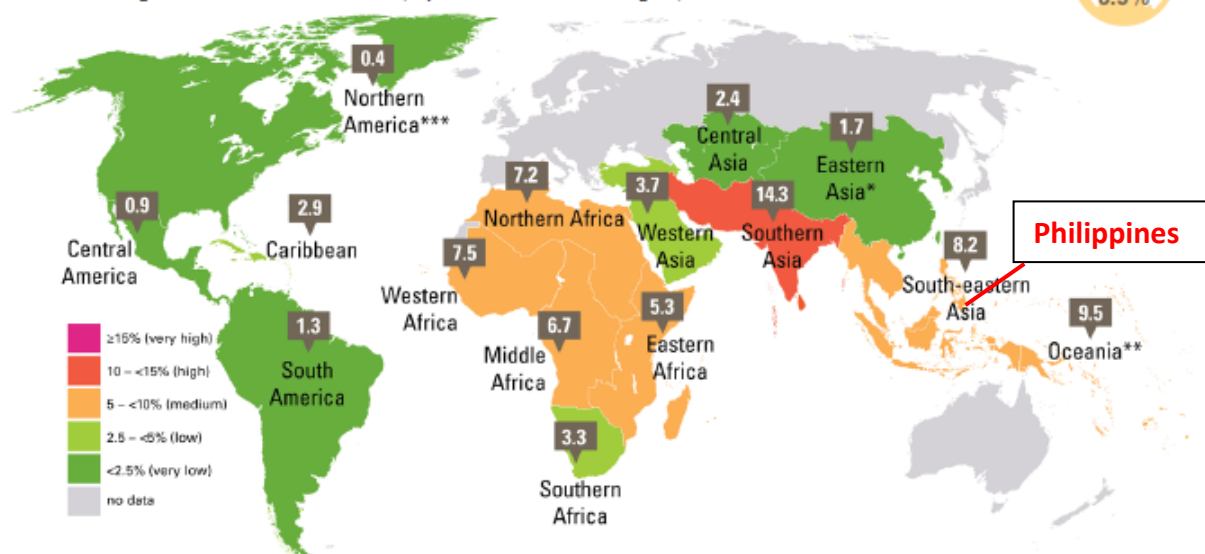 0.4
Northern
America***
2.4
Central
Asia
1.7
Eastern
Asia*
7.2
Northern Africa
3.7
Western
Asia
14.3
Southern
Asia
Philippines
0.9
Central
America
2.9
Caribbean
7.5
Western
Africa
8.2
South-eastern
Asia
5.3
Eastern
Africa
6.7
Middle
Africa
9.5
Oceania**
1.3
South
America
3.3
Southern
Africa
≥15% (very high)
10 – <15% (high)
5 – <10% (medium)
2.5 – <5% (low)
<2.5% (very low)
no data